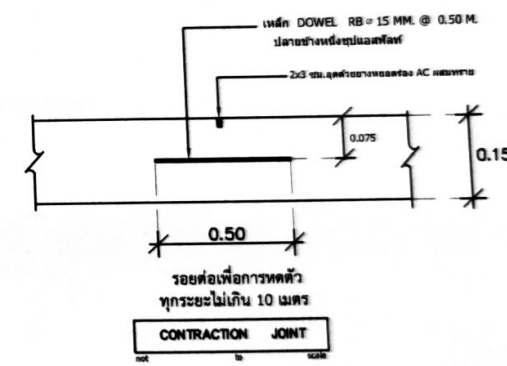 เหล็ก DOWEL RB ⌀ 15 MM. @ 0.50 M.
ปลายข้างหนึ่งชุปแอสฟัลท์
2x3 ซม.อุดด้วยยางหยอดร่อง AC ผสมทราย
0.075
0.15
0.50
รอยต่อเพื่อการหดตัว
ทุกระยะไม่เกิน 10 เมตร
CONTRACTION JOINT
not to scale